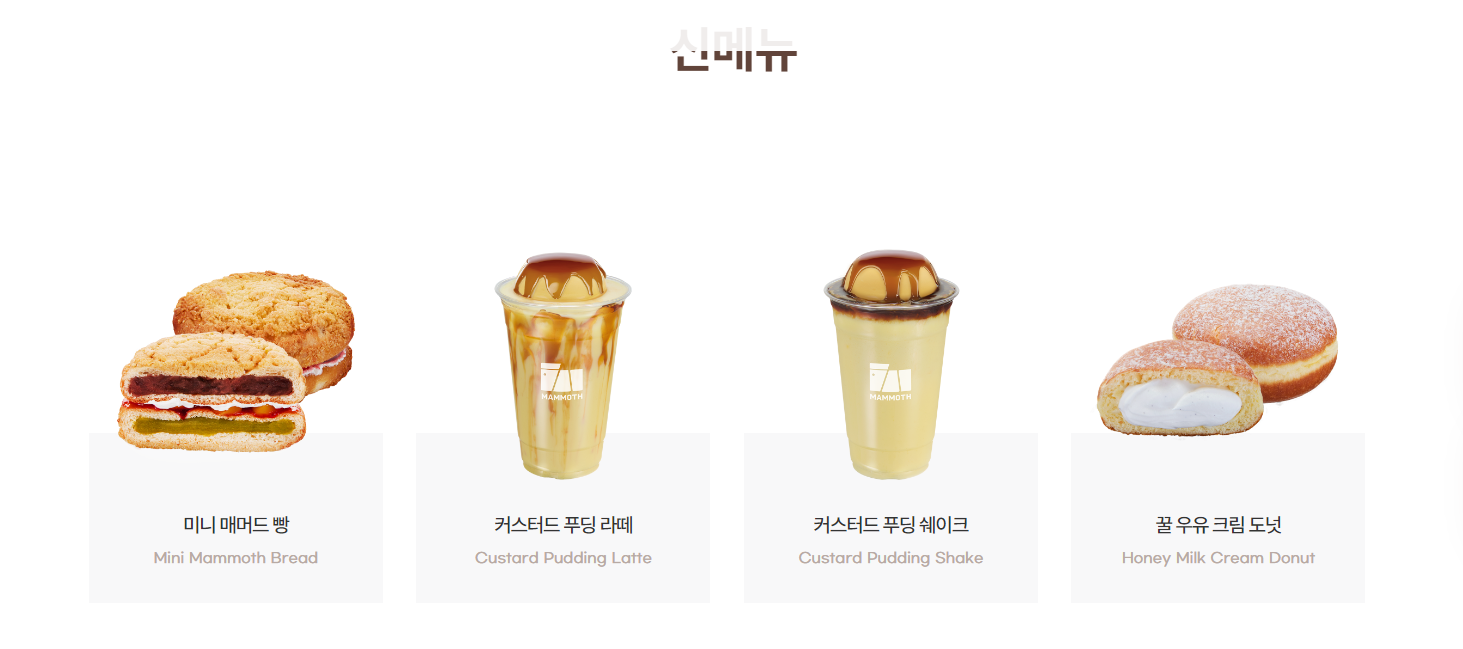 신메뉴
MAMMOTH
MAMMOTH
미니 매머드 빵
Mini Mammoth Bread
커스터드 푸딩 라떼
Custard Pudding Latte
커스터드 푸딩 쉐이크
Custard Pudding Shake
꿀 우유 크림 도넛
Honey Milk Cream Donut